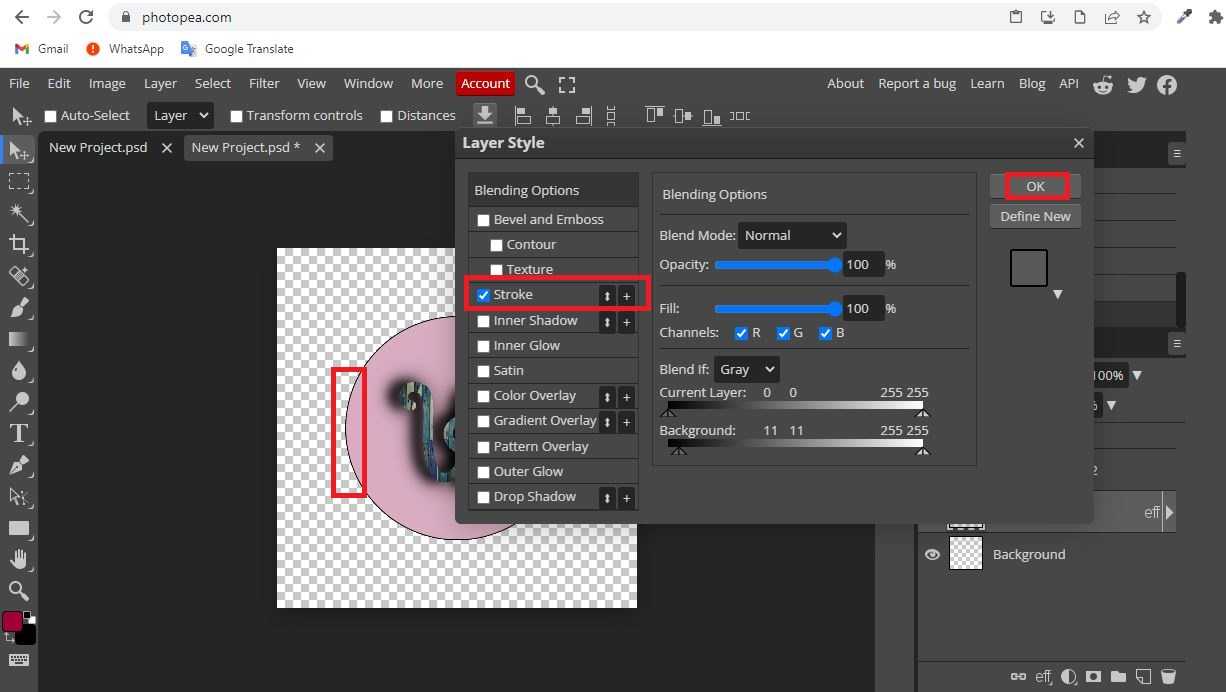 photopea.com
Gmail WhatsApp Google Translate
File Edit Image Layer Select Filter View Window More Account About Report a bug Learn Blog API
Auto-Select Layer Transform controls Distances
New Project.psd New Project.psd *
Layer Style
Blending Options
Bevel and Emboss
Contour
Texture
Stroke
Inner Shadow
Inner Glow
Satin
Color Overlay
Gradient Overlay
Pattern Overlay
Outer Glow
Drop Shadow
Blending Options
Blend Mode: Normal
Opacity: 100 %
Fill: 100 %
Channels: R G B
Blend If: Gray
Current Layer: 0 0 255 255
Background: 11 11 255 255
OK
Define New
100%
%
2
eff
Background
eff